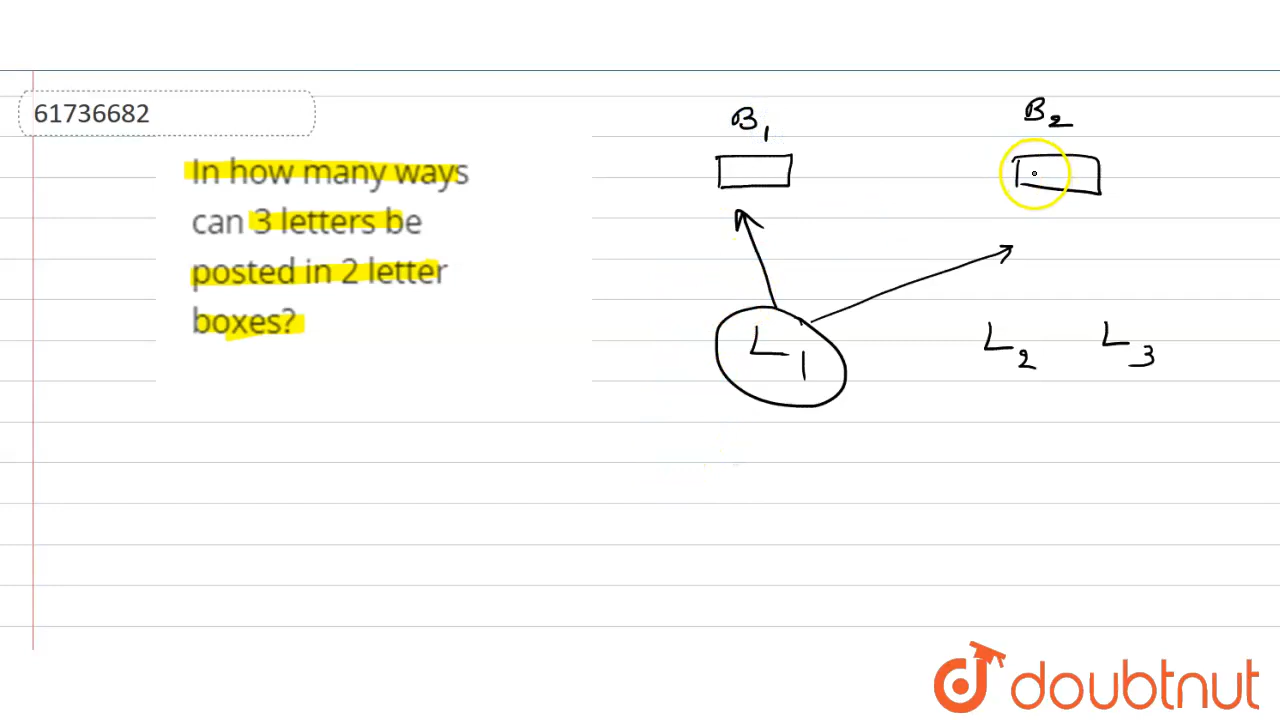 61736682
In how many ways
can 3 letters be
posted in 2 letter
boxes?
B1 B2
L1 L2 L3
doubtnut